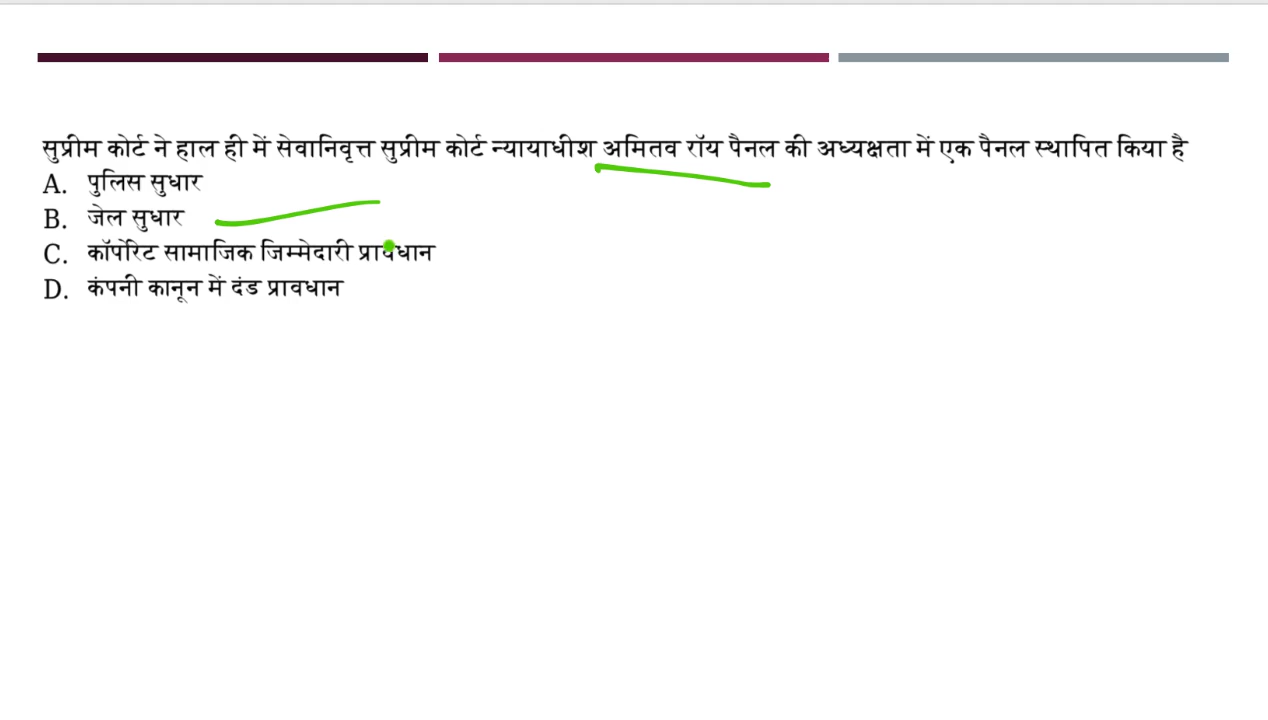 सुप्रीम कोर्ट ने हाल ही में सेवानिवृत्त सुप्रीम कोर्ट न्यायाधीश अमितव रॉय पैनल की अध्यक्षता में एक पैनल स्थापित किया है
A. पुलिस सुधार
B. जेल सुधार
C. कॉर्पोरेट सामाजिक जिम्मेदारी प्रावधान
D. कंपनी कानून में दंड प्रावधान